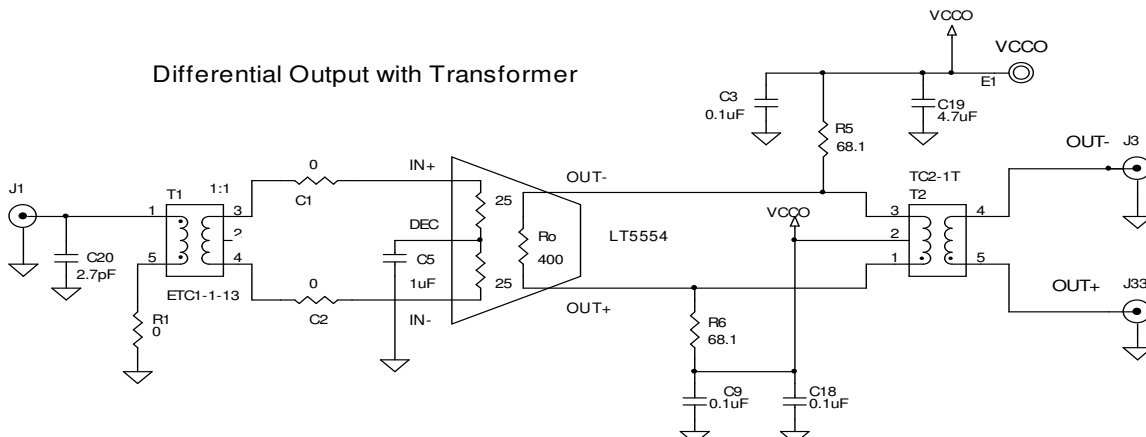 VCCO
VCCO
E1
Differential Output with Transformer
C3
0.1uF
C19
4.7uF
R5
68.1
J1
T1
1:1
1
3
2
5
4
C20
2.7pF
ETC1-1-13
R1
0
0
C1
0
C2
IN+
25
DEC
C5
1uF
25
IN-
OUT-
Ro
400
LT5554
OUT+
VCCO
R6
68.1
C9
0.1uF
C18
0.1uF
TC2-1T
T2
3
4
2
1
5
OUT-
J3
OUT+
J33